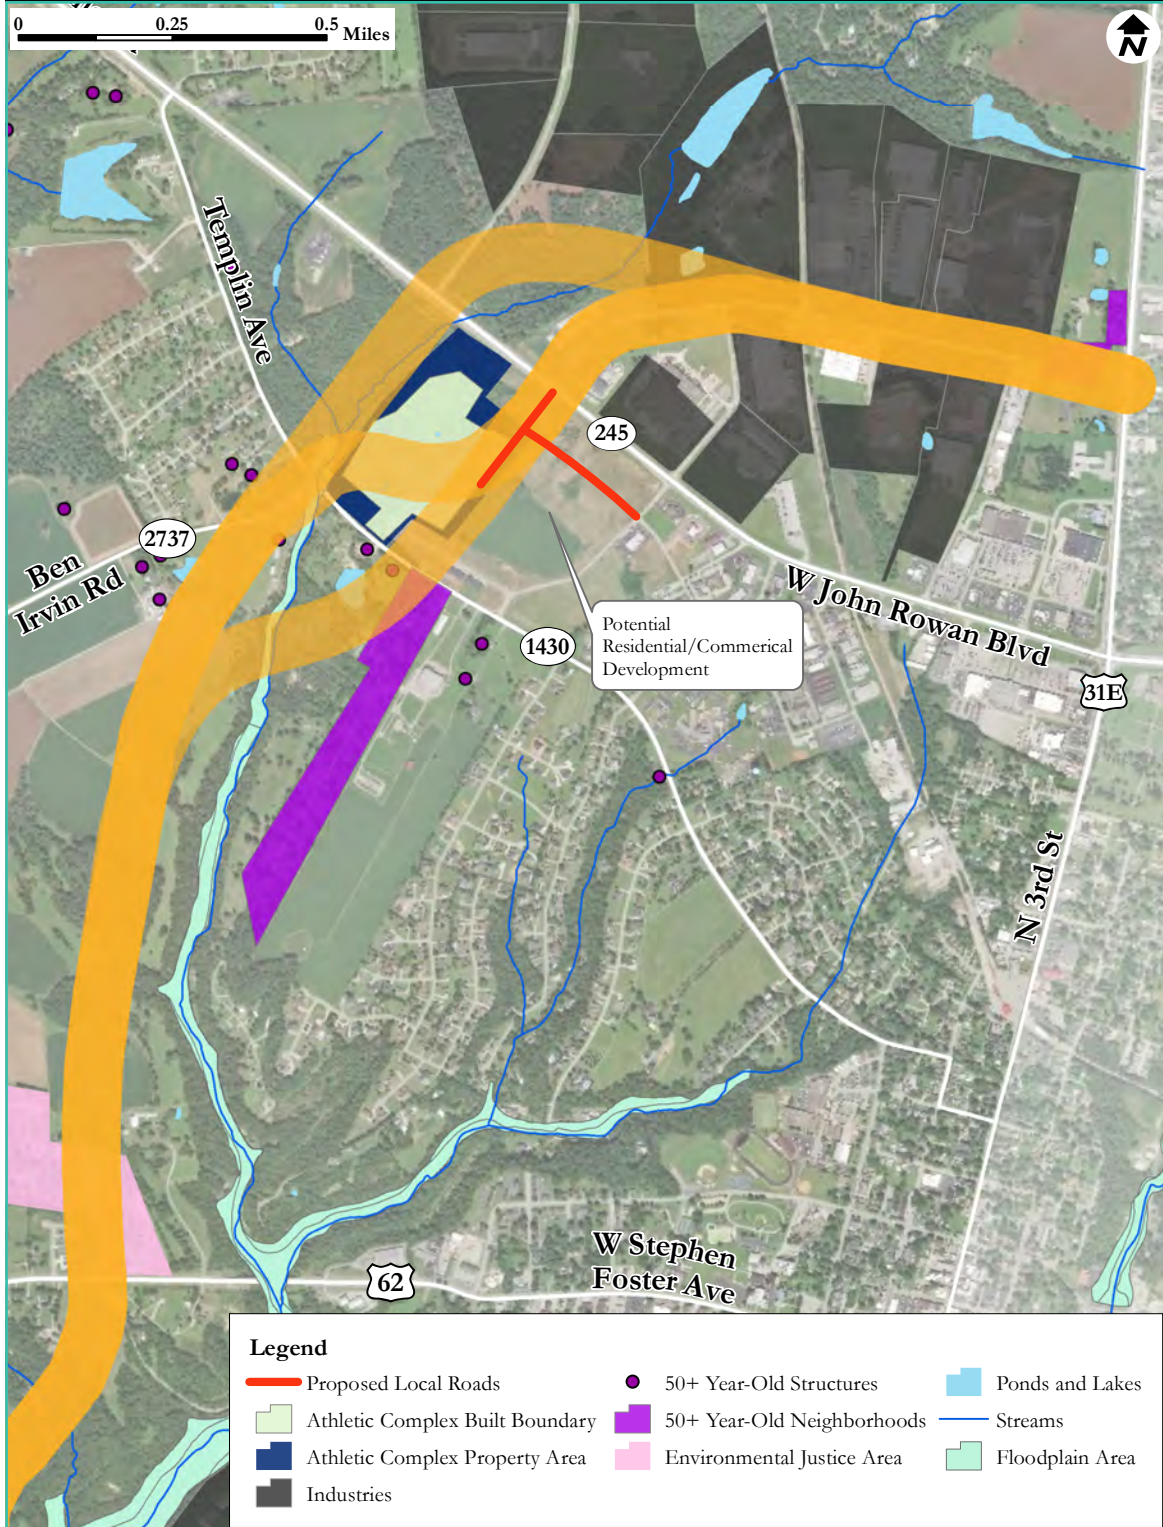 0 0.25 0.5
Miles
N
Templin Ave
245
2737
Ben
Irvin Rd
W John Rowan Blvd
Potential
Residential/Commerical
Development
1430
31E
N 3rd St
W Stephen
Foster Ave
62
Legend
Proposed Local Roads
50+ Year-Old Structures
Ponds and Lakes
Athletic Complex Built Boundary
50+ Year-Old Neighborhoods
Streams
Athletic Complex Property Area
Environmental Justice Area
Floodplain Area
Industries